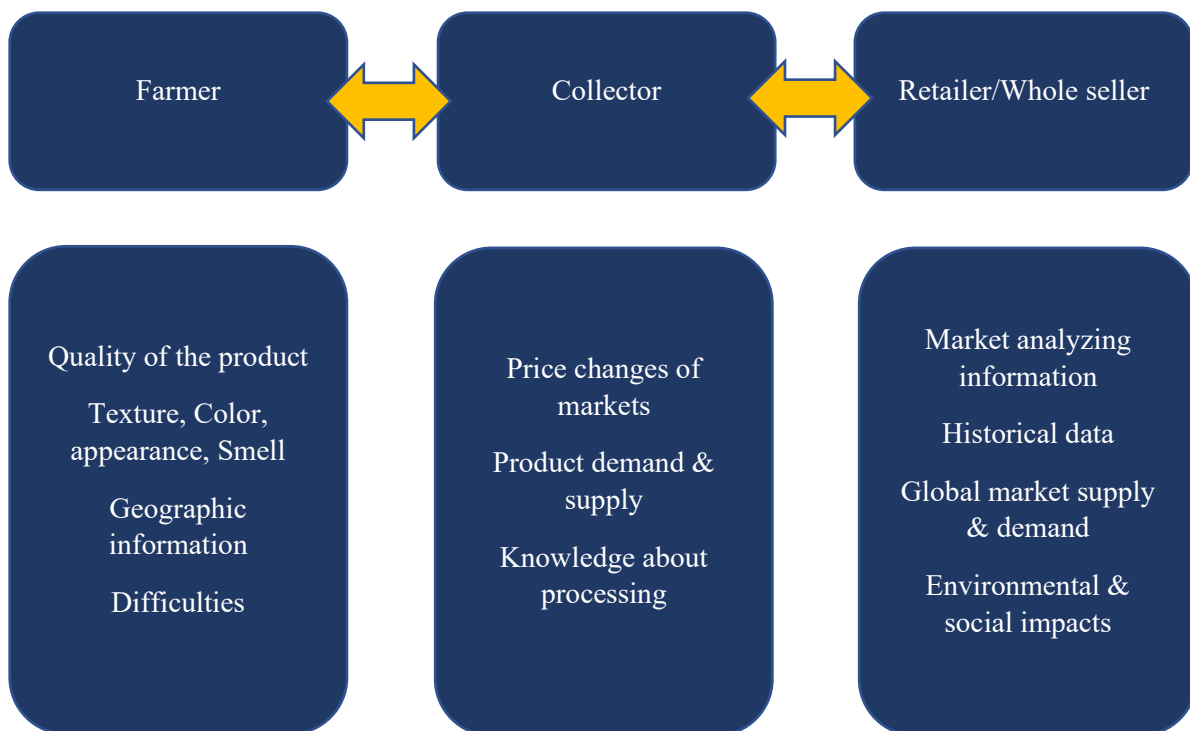 Farmer
Collector
Retailer/Whole seller
Quality of the product
Texture, Color,
appearance, Smell
Geographic
information
Difficulties
Price changes of
markets
Product demand &
supply
Knowledge about
processing
Market analyzing
information
Historical data
Global market supply
& demand
Environmental &
social impacts